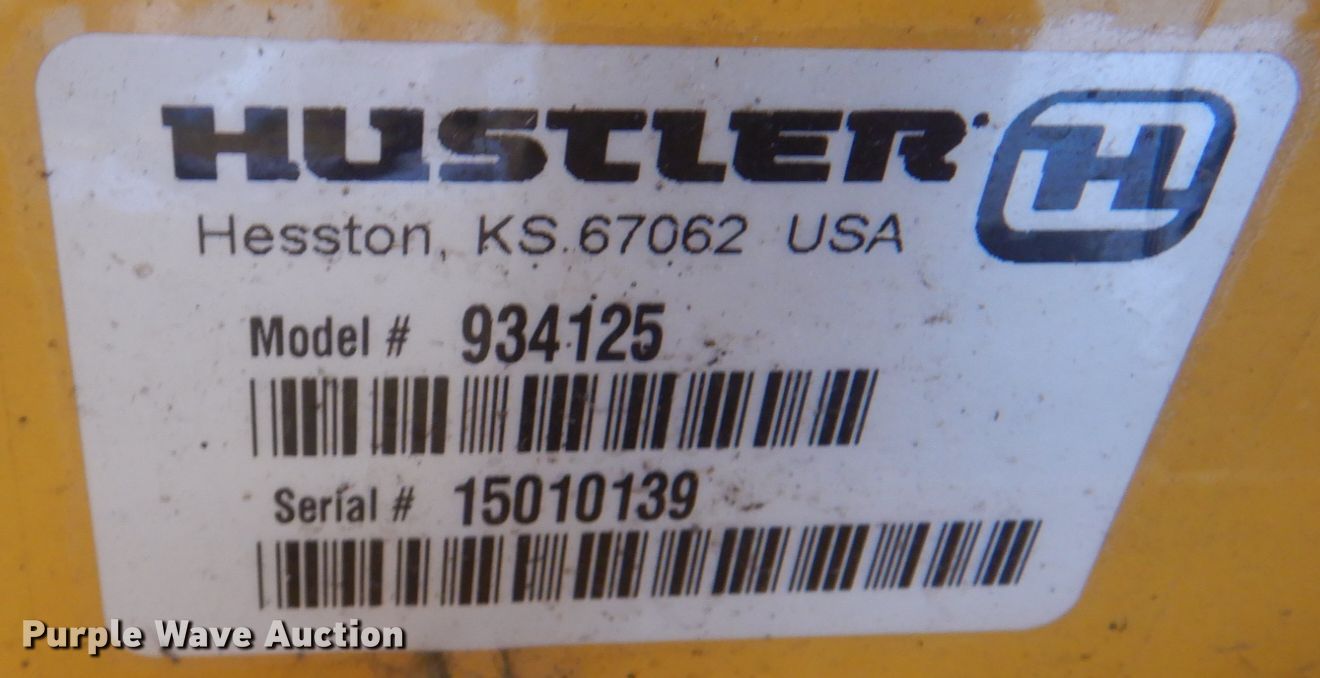 HUSTLER
H
Hesston, KS.67062 USA
Model # 934125
Serial # 15010139
Purple Wave Auction